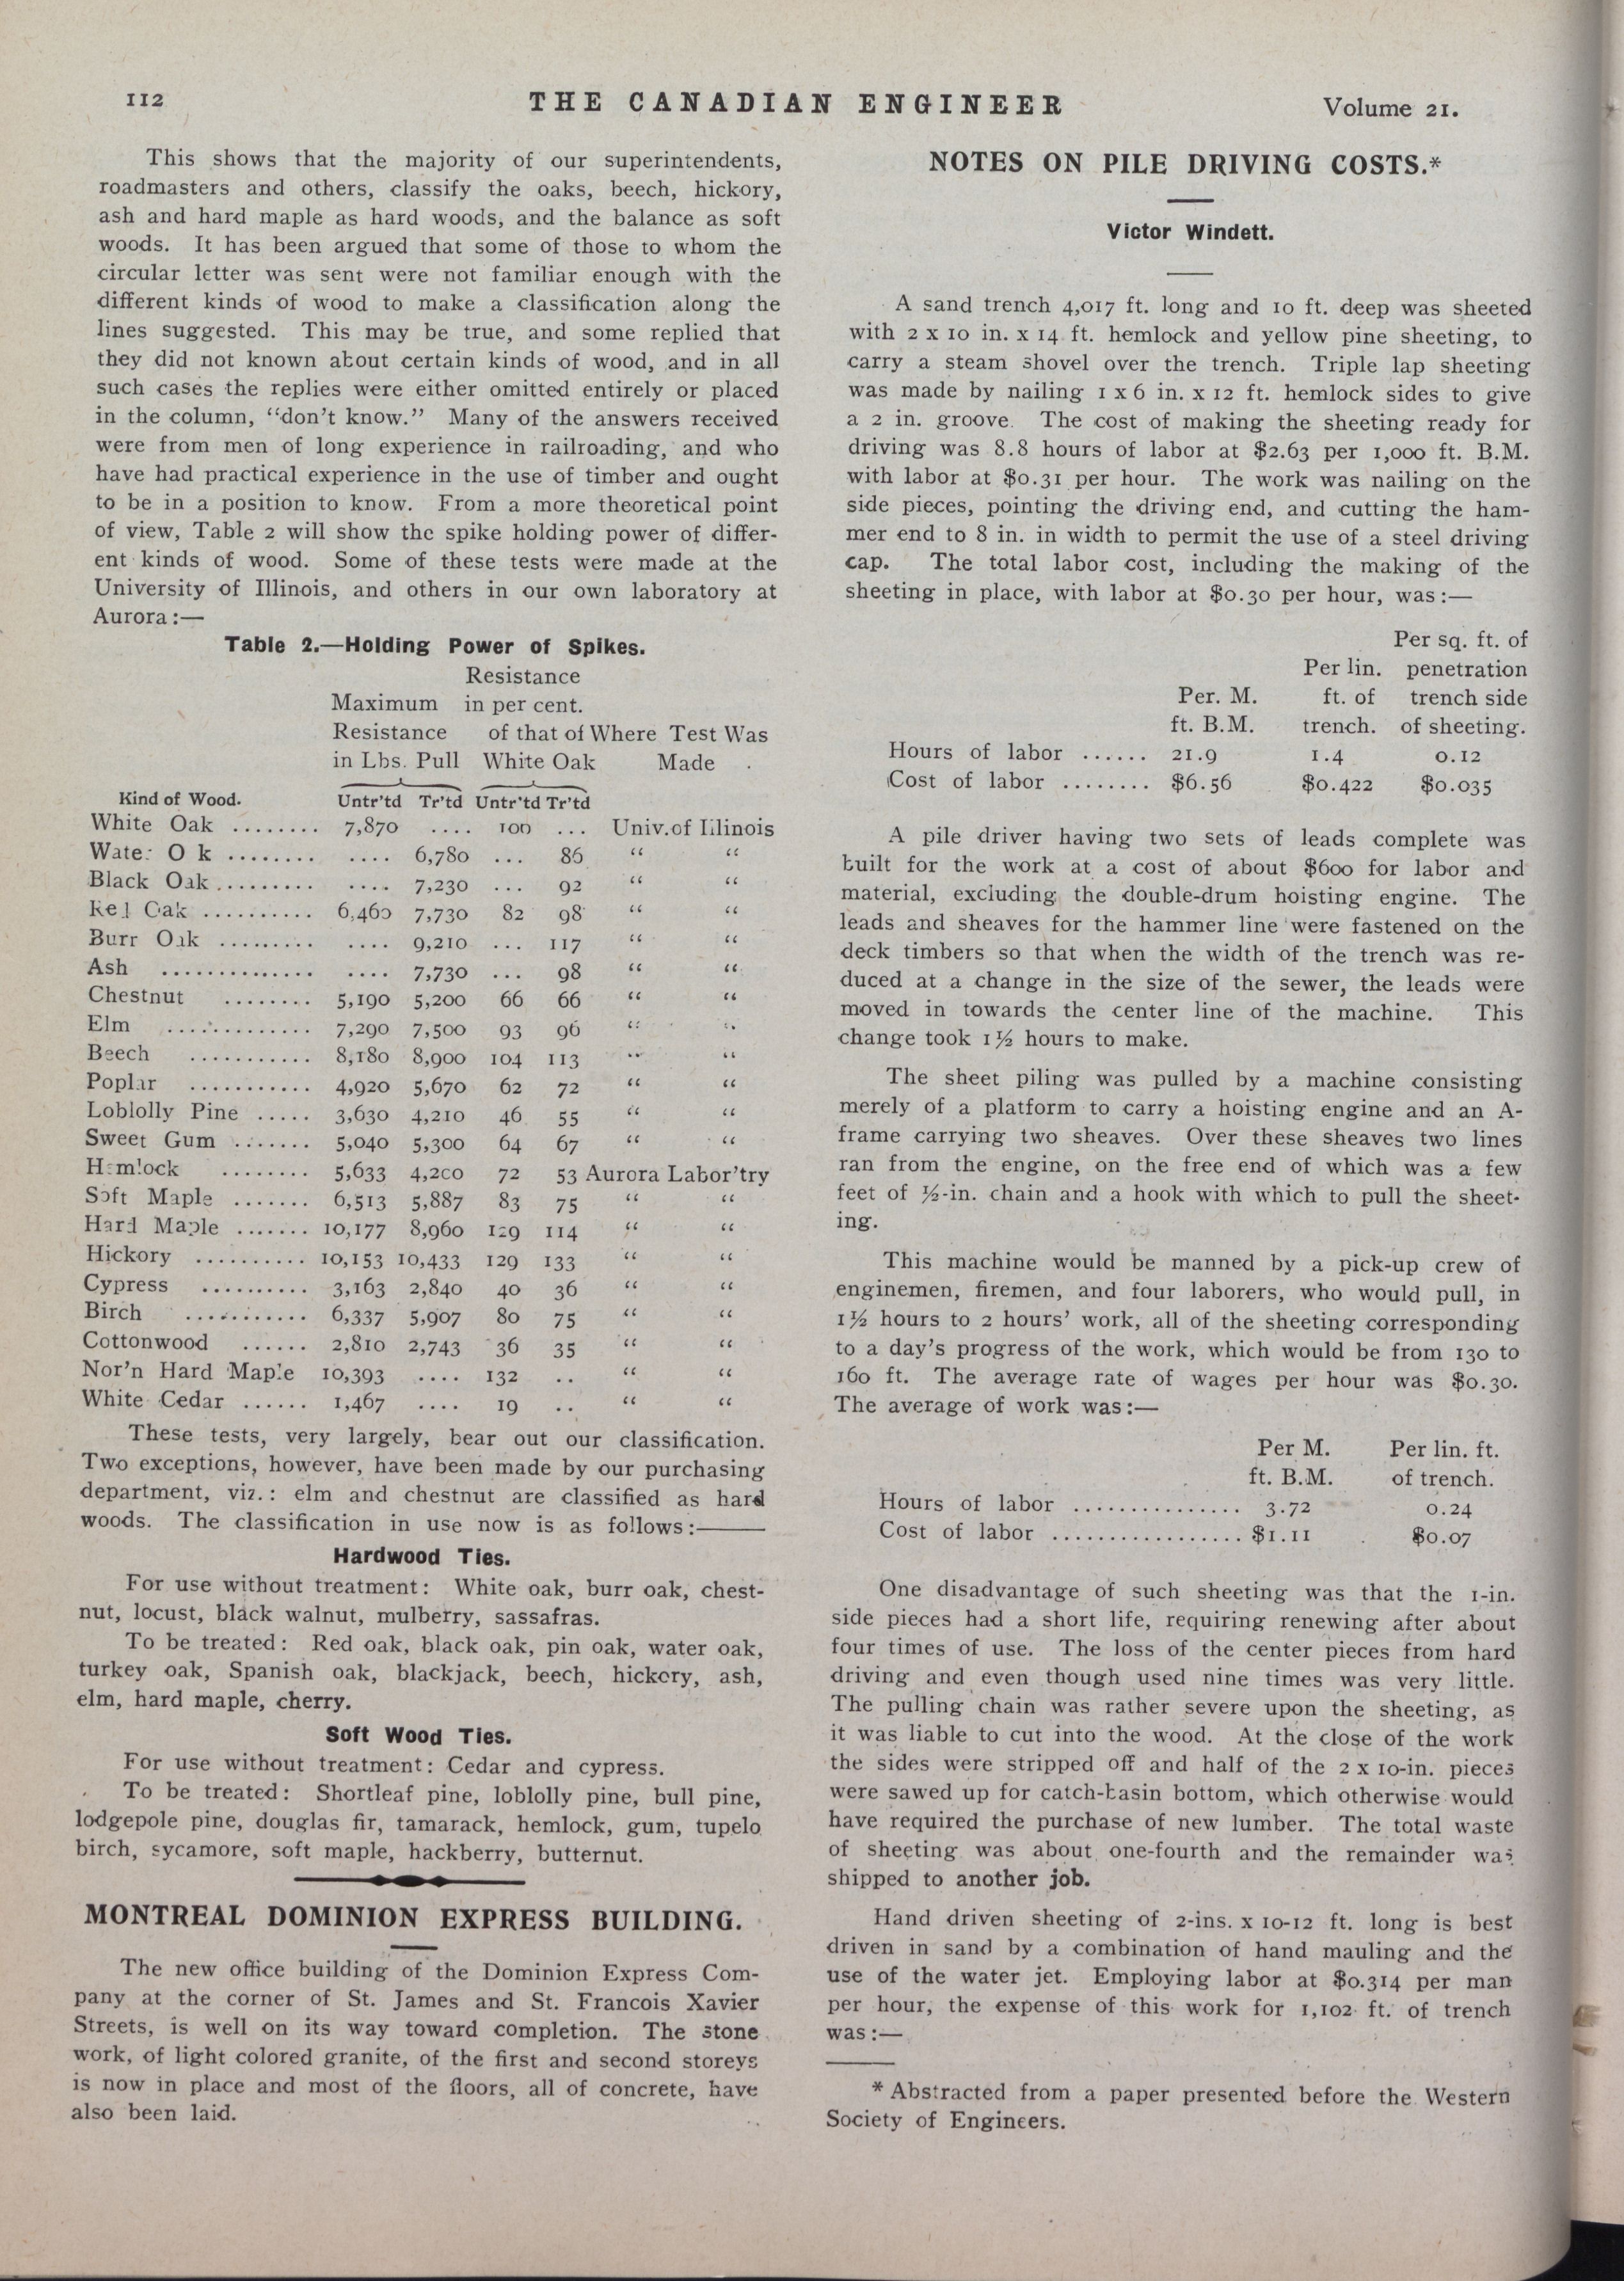 112
THE CANADIAN ENGINEER
Volume 21.
This shows that the majority of our superintendents,
roadmasters and others, classify the oaks, beech, hickory,
ash and hard maple as hard woods, and the balance as soft
woods. It has been argued that some of those to whom the
circular letter was sent were not familiar enough with the
different kinds of wood to make a classification along the
lines suggested. This may be true, and some replied that
they did not known about certain kinds of wood, and in all
such cases the replies were either omitted entirely or placed
in the column, “don't know.” Many of the answers received
were from men of long experience in railroading, and who
have had practical experience in the use of timber and ought
to be in a position to know. From a more theoretical point
of view, Table 2 will show the spike holding power of differ-
ent kinds of wood. Some of these tests were made at the
University of Illinois, and others in our own laboratory at
Aurora:—
Table 2.—Holding Power of Spikes.
Resistance
Maximum in per cent.
Resistance of that of Where Test Was
in Lbs. Pull White Oak Made
Kind of Wood. Untr'td Tr'td Untr'td Tr'td
White Oak ........ 7,870 .... 100 ... Univ.of Illinois
Water O k ........ .... 6,780 ... 86 “ “
Black Oak ......... .... 7,230 ... 92 “ “
Red Oak .......... 6,460 7,730 82 98 “ “
Burr Oak ......... .... 9,210 ... 117 “ “
Ash .............. .... 7,730 ... 98 “ “
Chestnut ........ 5,190 5,200 66 66 “ “
Elm ............. 7,290 7,500 93 96 “ “
Beech ........... 8,180 8,900 104 113 “ “
Poplar ........... 4,920 5,670 62 72 “ “
Loblolly Pine ..... 3,630 4,210 46 55 “ “
Sweet Gum ....... 5,040 5,300 64 67 “ “
Hemlock ........ 5,633 4,200 72 53 Aurora Labor'try
Soft Maple ....... 6,513 5,887 83 75 “ “
Hard Maple ....... 10,177 8,960 129 114 “ “
Hickory .......... 10,153 10,433 129 133 “ “
Cypress .......... 3,163 2,840 40 36 “ “
Birch ........... 6,337 5,907 80 75 “ “
Cottonwood ...... 2,810 2,743 36 35 “ “
Nor'n Hard Maple 10,393 .... 132 .. “ “
White Cedar ...... 1,467 .... 19 .. “ “
These tests, very largely, bear out our classification.
Two exceptions, however, have been made by our purchasing
department, viz.: elm and chestnut are classified as hard
woods. The classification in use now is as follows:——
Hardwood Ties.
For use without treatment: White oak, burr oak, chest-
nut, locust, black walnut, mulberry, sassafras.
To be treated: Red oak, black oak, pin oak, water oak,
turkey oak, Spanish oak, blackjack, beech, hickory, ash,
elm, hard maple, cherry.
Soft Wood Ties.
For use without treatment: Cedar and cypress.
To be treated: Shortleaf pine, loblolly pine, bull pine,
lodgepole pine, douglas fir, tamarack, hemlock, gum, tupelo
birch, sycamore, soft maple, hackberry, butternut.
MONTREAL DOMINION EXPRESS BUILDING.
The new office building of the Dominion Express Com-
pany at the corner of St. James and St. Francois Xavier
Streets, is well on its way toward completion. The stone
work, of light colored granite, of the first and second storeys
is now in place and most of the floors, all of concrete, have
also been laid.
NOTES ON PILE DRIVING COSTS.*
Victor Windett.
A sand trench 4,017 ft. long and 10 ft. deep was sheeted
with 2 x 10 in. x 14 ft. hemlock and yellow pine sheeting, to
carry a steam shovel over the trench. Triple lap sheeting
was made by nailing 1 x 6 in. x 12 ft. hemlock sides to give
a 2 in. groove. The cost of making the sheeting ready for
driving was 8.8 hours of labor at $2.63 per 1,000 ft. B.M.
with labor at $0.31 per hour. The work was nailing on the
side pieces, pointing the driving end, and cutting the ham-
mer end to 8 in. in width to permit the use of a steel driving
cap. The total labor cost, including the making of the
sheeting in place, with labor at $0.30 per hour, was:—
Per sq. ft. of
Per lin. penetration
Per. M. ft. of trench side
ft. B.M. trench. of sheeting.
Hours of labor ...... 21.9 1.4 0.12
Cost of labor ........ $6.56 $0.422 $0.035
A pile driver having two sets of leads complete was
built for the work at a cost of about $600 for labor and
material, excluding the double-drum hoisting engine. The
leads and sheaves for the hammer line were fastened on the
deck timbers so that when the width of the trench was re-
duced at a change in the size of the sewer, the leads were
moved in towards the center line of the machine. This
change took 1½ hours to make.
The sheet piling was pulled by a machine consisting
merely of a platform to carry a hoisting engine and an A-
frame carrying two sheaves. Over these sheaves two lines
ran from the engine, on the free end of which was a few
feet of ½-in. chain and a hook with which to pull the sheet-
ing.
This machine would be manned by a pick-up crew of
enginemen, firemen, and four laborers, who would pull, in
1½ hours to 2 hours' work, all of the sheeting corresponding
to a day's progress of the work, which would be from 130 to
160 ft. The average rate of wages per hour was $0.30.
The average of work was:—
Per M. Per lin. ft.
ft. B.M. of trench.
Hours of labor ............... 3.72 0.24
Cost of labor ................. $1.11 $0.07
One disadvantage of such sheeting was that the 1-in.
side pieces had a short life, requiring renewing after about
four times of use. The loss of the center pieces from hard
driving and even though used nine times was very little.
The pulling chain was rather severe upon the sheeting, as
it was liable to cut into the wood. At the close of the work
the sides were stripped off and half of the 2 x 10-in. pieces
were sawed up for catch-basin bottom, which otherwise would
have required the purchase of new lumber. The total waste
of sheeting was about one-fourth and the remainder was
shipped to another job.
Hand driven sheeting of 2-ins. x 10-12 ft. long is best
driven in sand by a combination of hand mauling and the
use of the water jet. Employing labor at $0.314 per man
per hour, the expense of this work for 1,102 ft. of trench
was:—
* Abstracted from a paper presented before the Western
Society of Engineers.